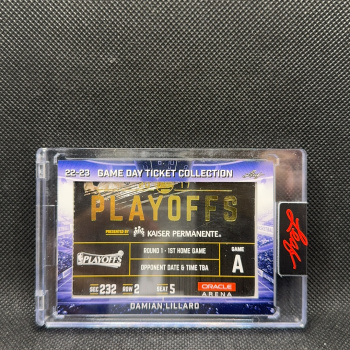 22-23 GAME DAY TICKET COLLECTION
PLAYOFFS
PRESENTED BY KAISER PERMANENTE®
ROUND 1 - 1ST HOME GAME
OPPONENT DATE & TIME TBA
GAME
A
PLAYOFFS
SEC 232 ROW 2 SEAT 5
ORACLE
ARENA
DAMIAN LILLARD
Leaf